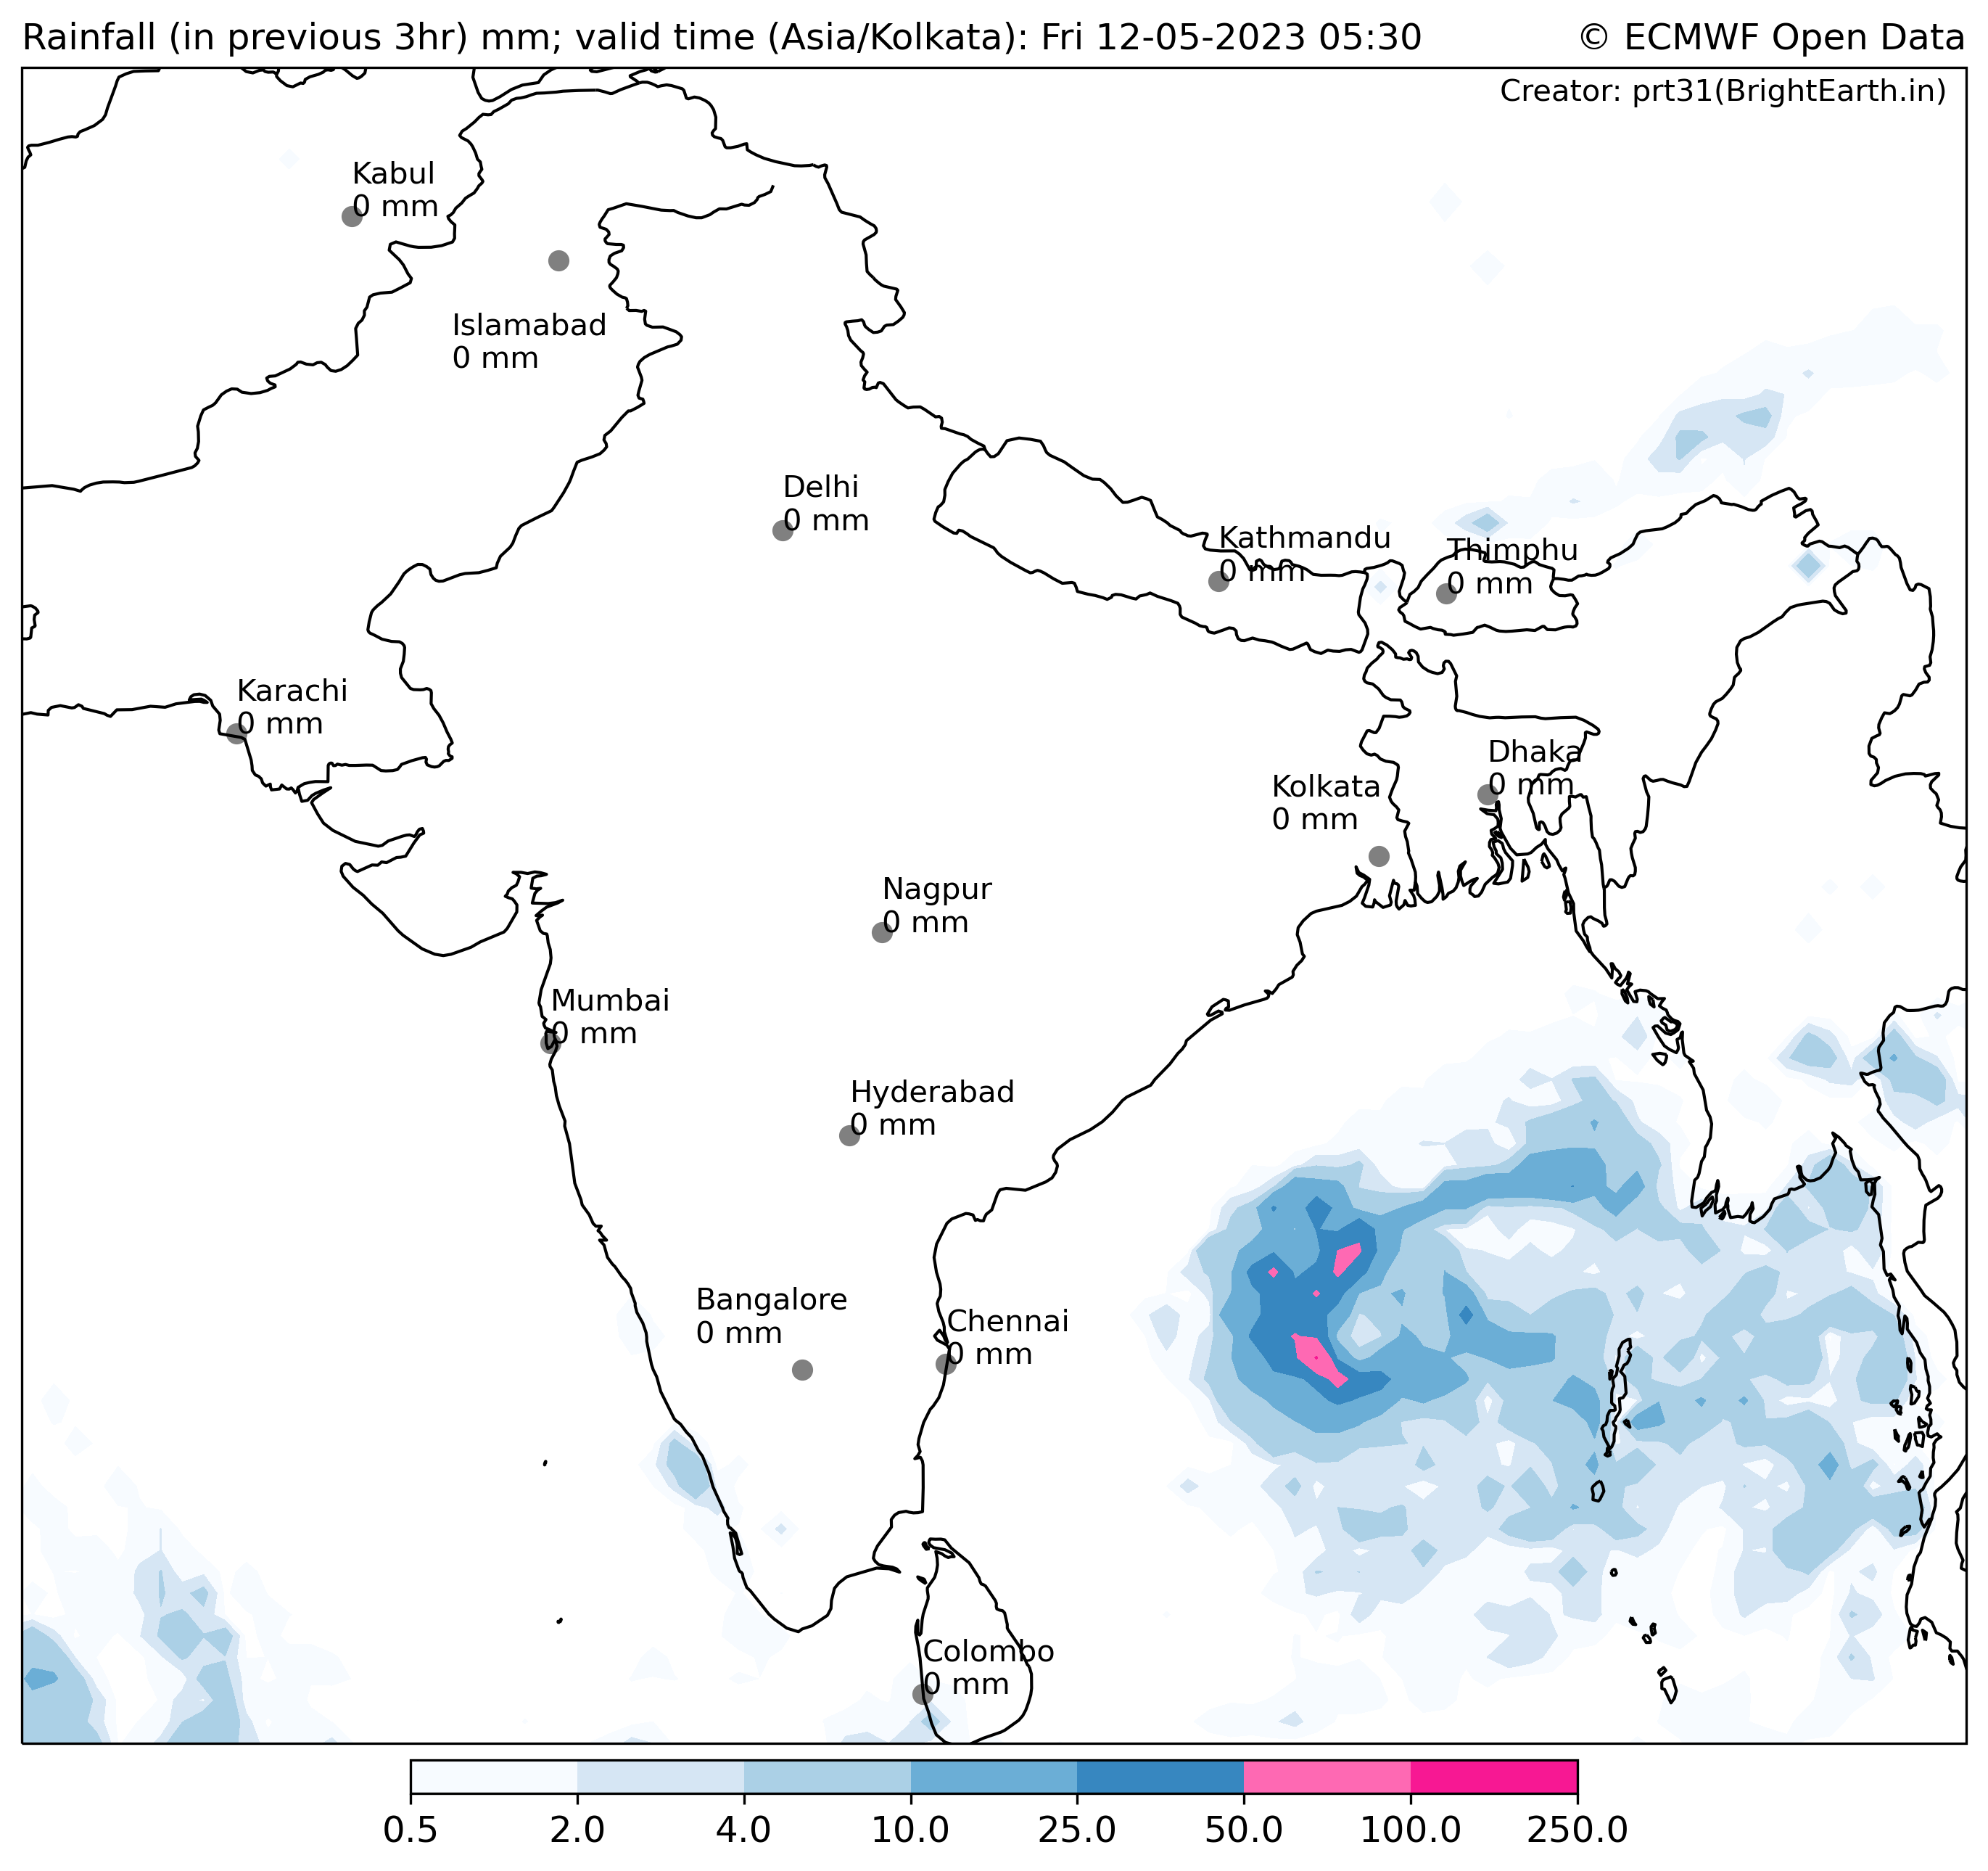 Rainfall (in previous 3hr) mm; valid time (Asia/Kolkata): Fri 12-05-2023 05:30
© ECMWF Open Data
Creator: prt31(BrightEarth.in)
Kabul
0 mm
Islamabad
0 mm
Delhi
0 mm
Kathmandu
0 mm
Thimphu
0 mm
Karachi
0 mm
Dhaka
0 mm
Kolkata
0 mm
Nagpur
0 mm
Mumbai
0 mm
Hyderabad
0 mm
Bangalore
0 mm
Chennai
0 mm
Colombo
0 mm
0.5 2.0 4.0 10.0 25.0 50.0 100.0 250.0